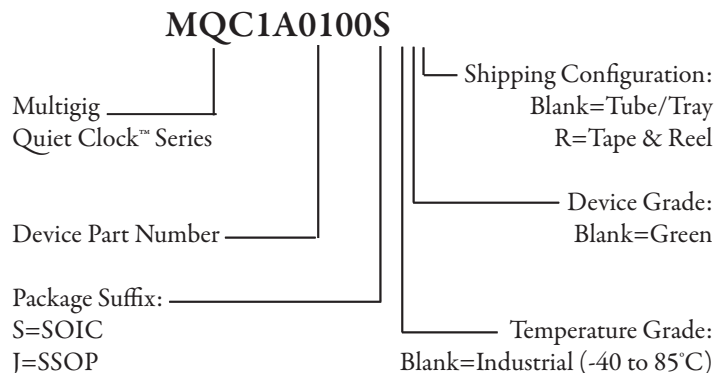 MQC1A0100S
Multigig
Quiet Clock™ Series
Device Part Number
Package Suffix:
S=SOIC
J=SSOP
Shipping Configuration:
Blank=Tube/Tray
R=Tape & Reel
Device Grade:
Blank=Green
Temperature Grade:
Blank=Industrial (-40 to 85°C)